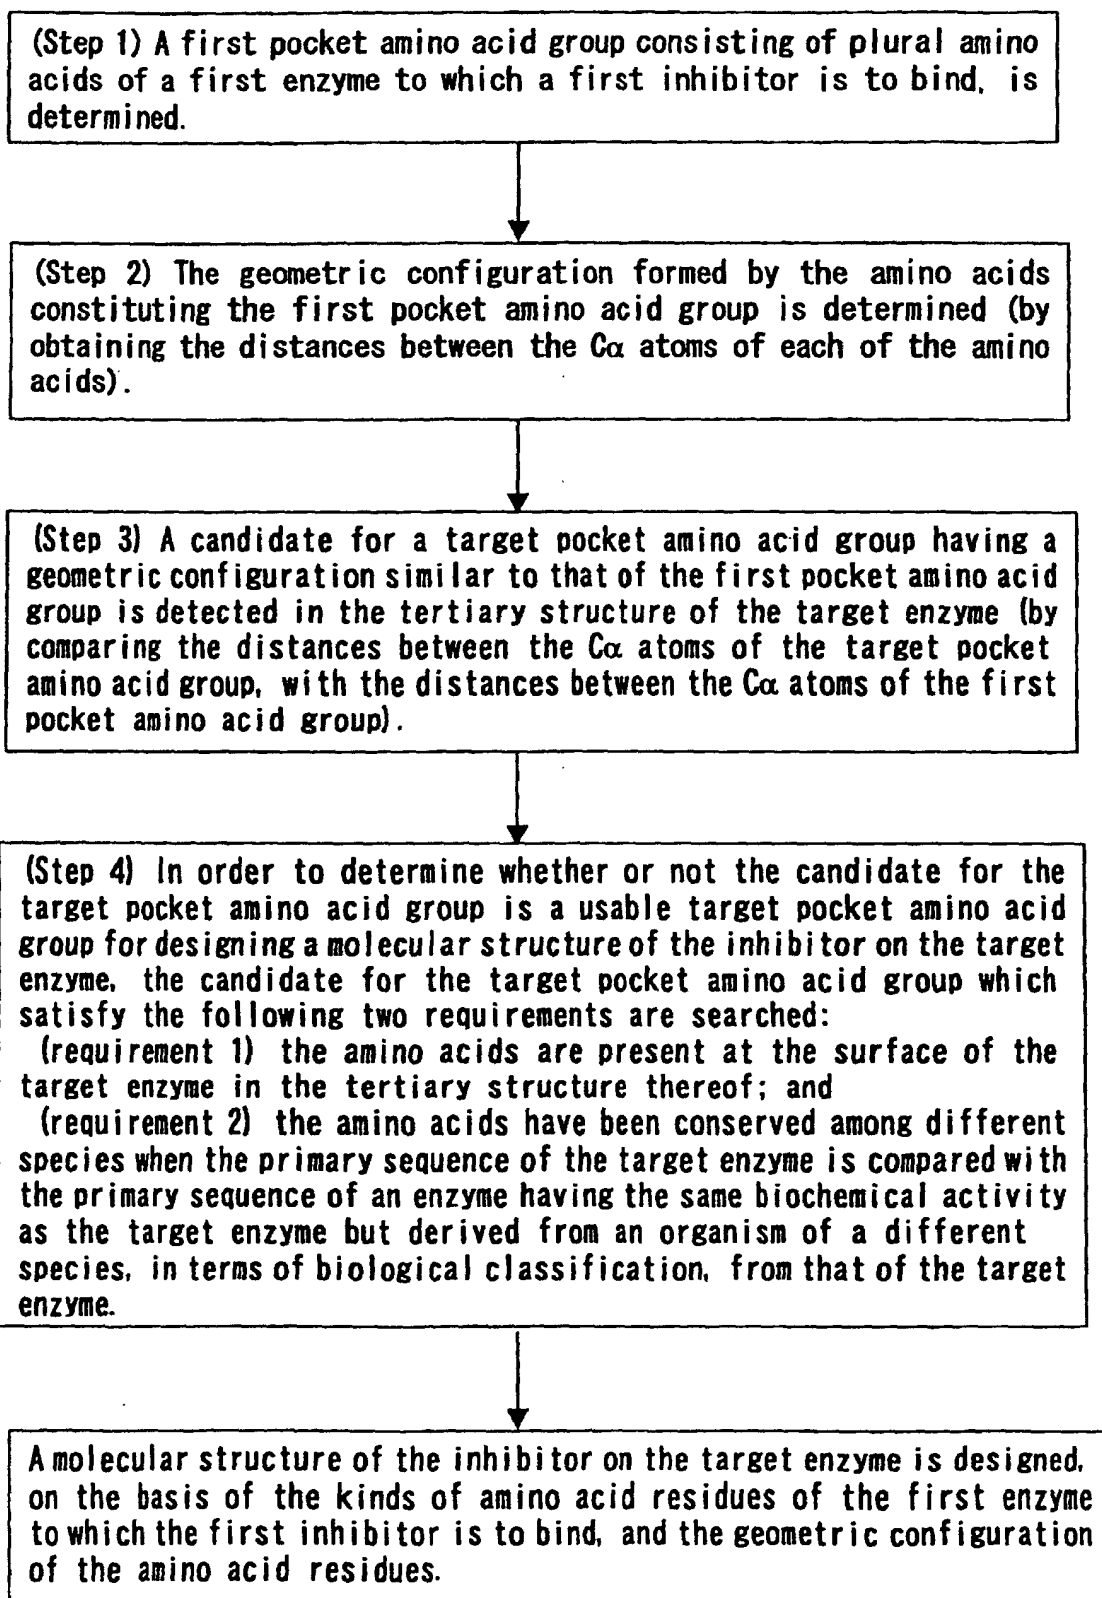 (Step 1) A first pocket amino acid group consisting of plural amino
acids of a first enzyme to which a first inhibitor is to bind, is
determined.
(Step 2) The geometric configuration formed by the amino acids
constituting the first pocket amino acid group is determined (by
obtaining the distances between the Cα atoms of each of the amino
acids).
(Step 3) A candidate for a target pocket amino acid group having a
geometric configuration similar to that of the first pocket amino acid
group is detected in the tertiary structure of the target enzyme (by
comparing the distances between the Cα atoms of the target pocket
amino acid group, with the distances between the Cα atoms of the first
pocket amino acid group).
(Step 4) In order to determine whether or not the candidate for the
target pocket amino acid group is a usable target pocket amino acid
group for designing a molecular structure of the inhibitor on the target
enzyme, the candidate for the target pocket amino acid group which
satisfy the following two requirements are searched:
(requirement 1) the amino acids are present at the surface of the
target enzyme in the tertiary structure thereof; and
(requirement 2) the amino acids have been conserved among different
species when the primary sequence of the target enzyme is compared with
the primary sequence of an enzyme having the same biochemical activity
as the target enzyme but derived from an organism of a different
species, in terms of biological classification, from that of the target
enzyme.
A molecular structure of the inhibitor on the target enzyme is designed,
on the basis of the kinds of amino acid residues of the first enzyme
to which the first inhibitor is to bind, and the geometric configuration
of the amino acid residues.